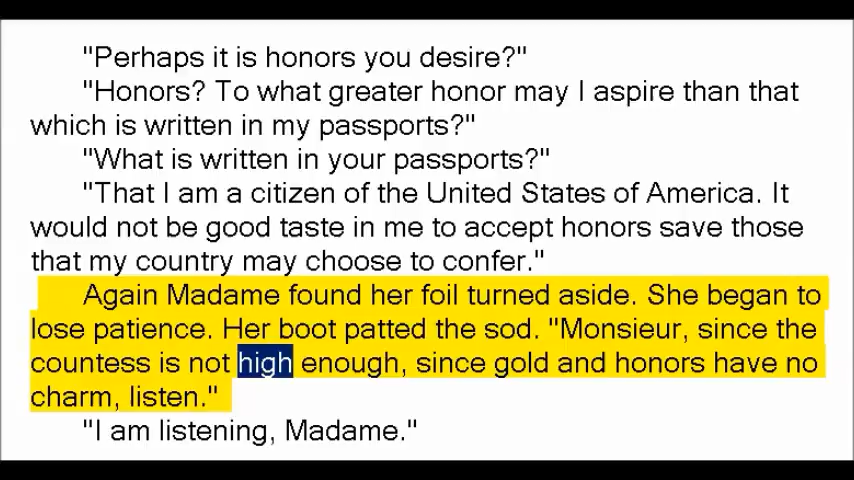 "Perhaps it is honors you desire?"
"Honors? To what greater honor may I aspire than that
which is written in my passports?"
"What is written in your passports?"
"That I am a citizen of the United States of America. It
would not be good taste in me to accept honors save those
that my country may choose to confer."
Again Madame found her foil turned aside. She began to
lose patience. Her boot patted the sod. "Monsieur, since the
countess is not high enough, since gold and honors have no
charm, listen."
"I am listening, Madame."